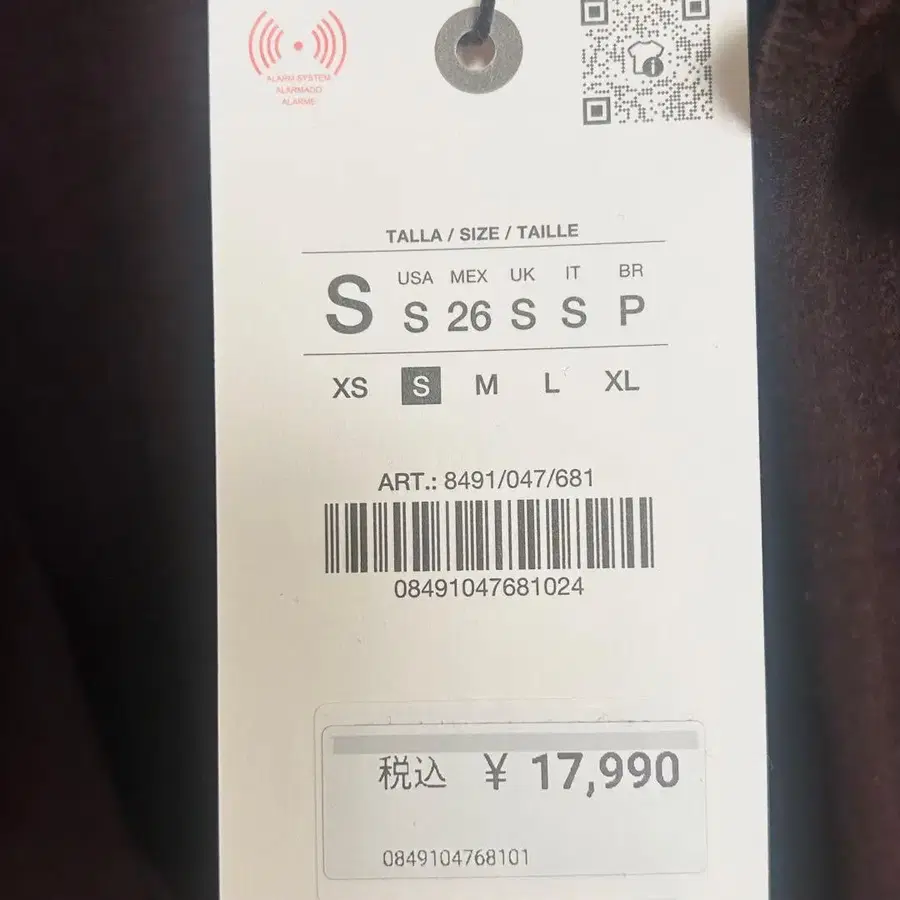 ALARM SYSTEM
ALARMADO
ALARME
TALLA / SIZE / TAILLE
USA MEX UK IT BR
S S 26 S S P
XS S M L XL
ART.: 8491/047/681
08491047681024
税込 ¥ 17,990
0849104768101